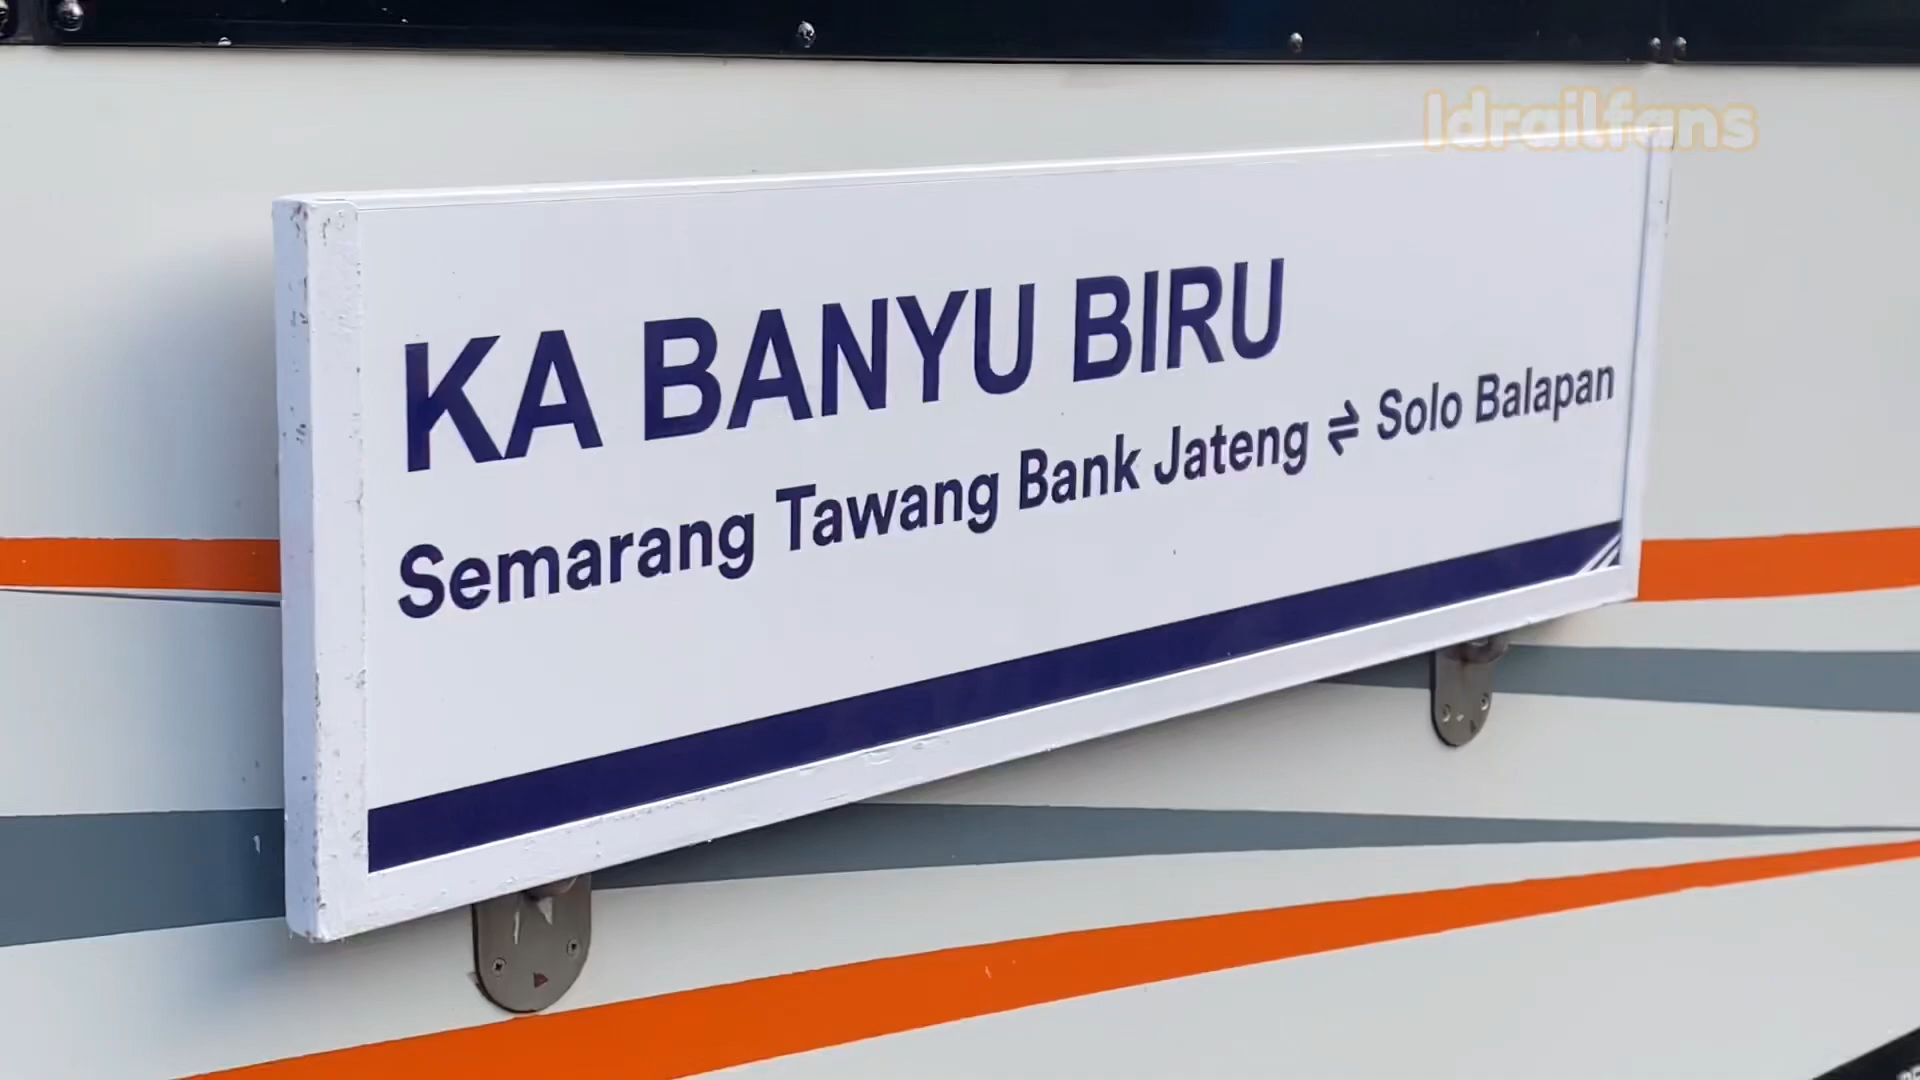 Idrailfans
KA BANYU BIRU
Semarang Tawang Bank Jateng ⇌ Solo Balapan